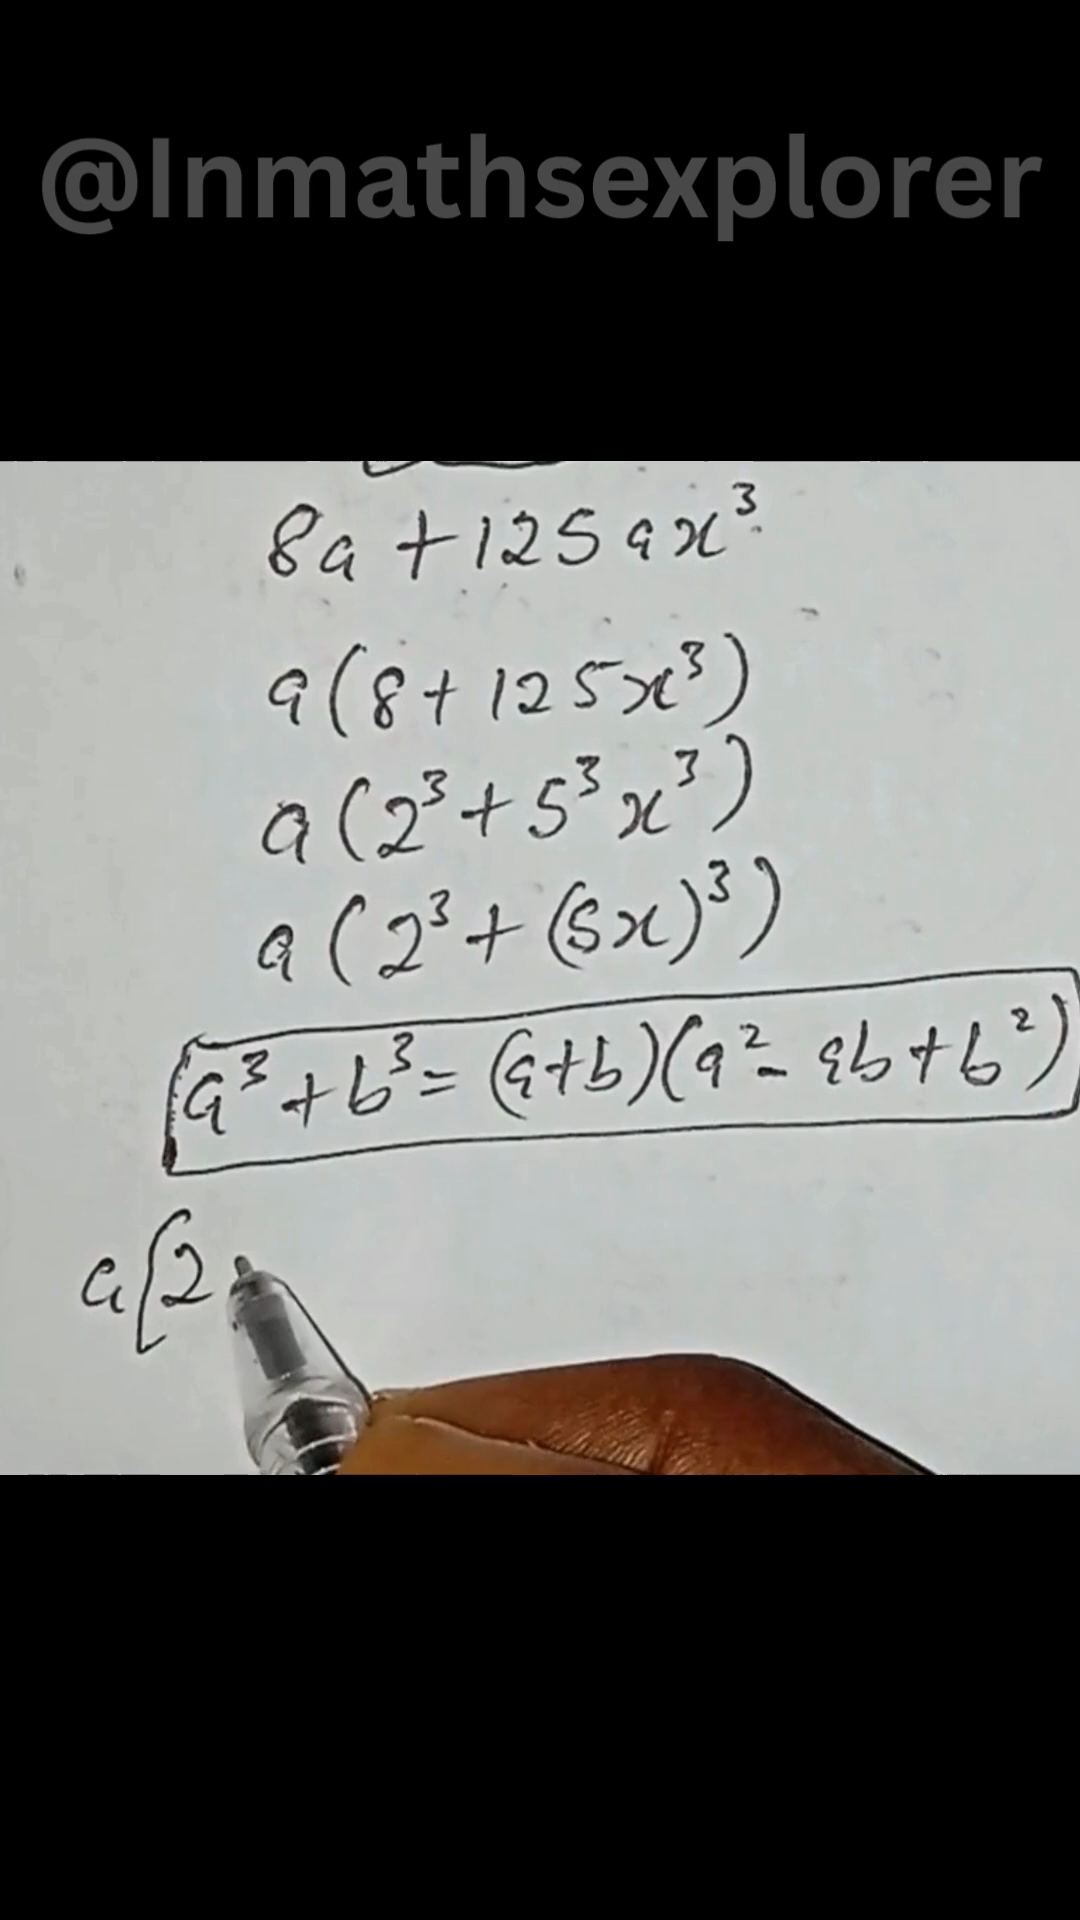 @Inmathsexplorer
8a + 125ax³
a(8 + 125x³)
a(2³ + 5³x³)
a(2³ + (5x)³)
a³ + b³ = (a+b)(a² - ab + b²)
a[2